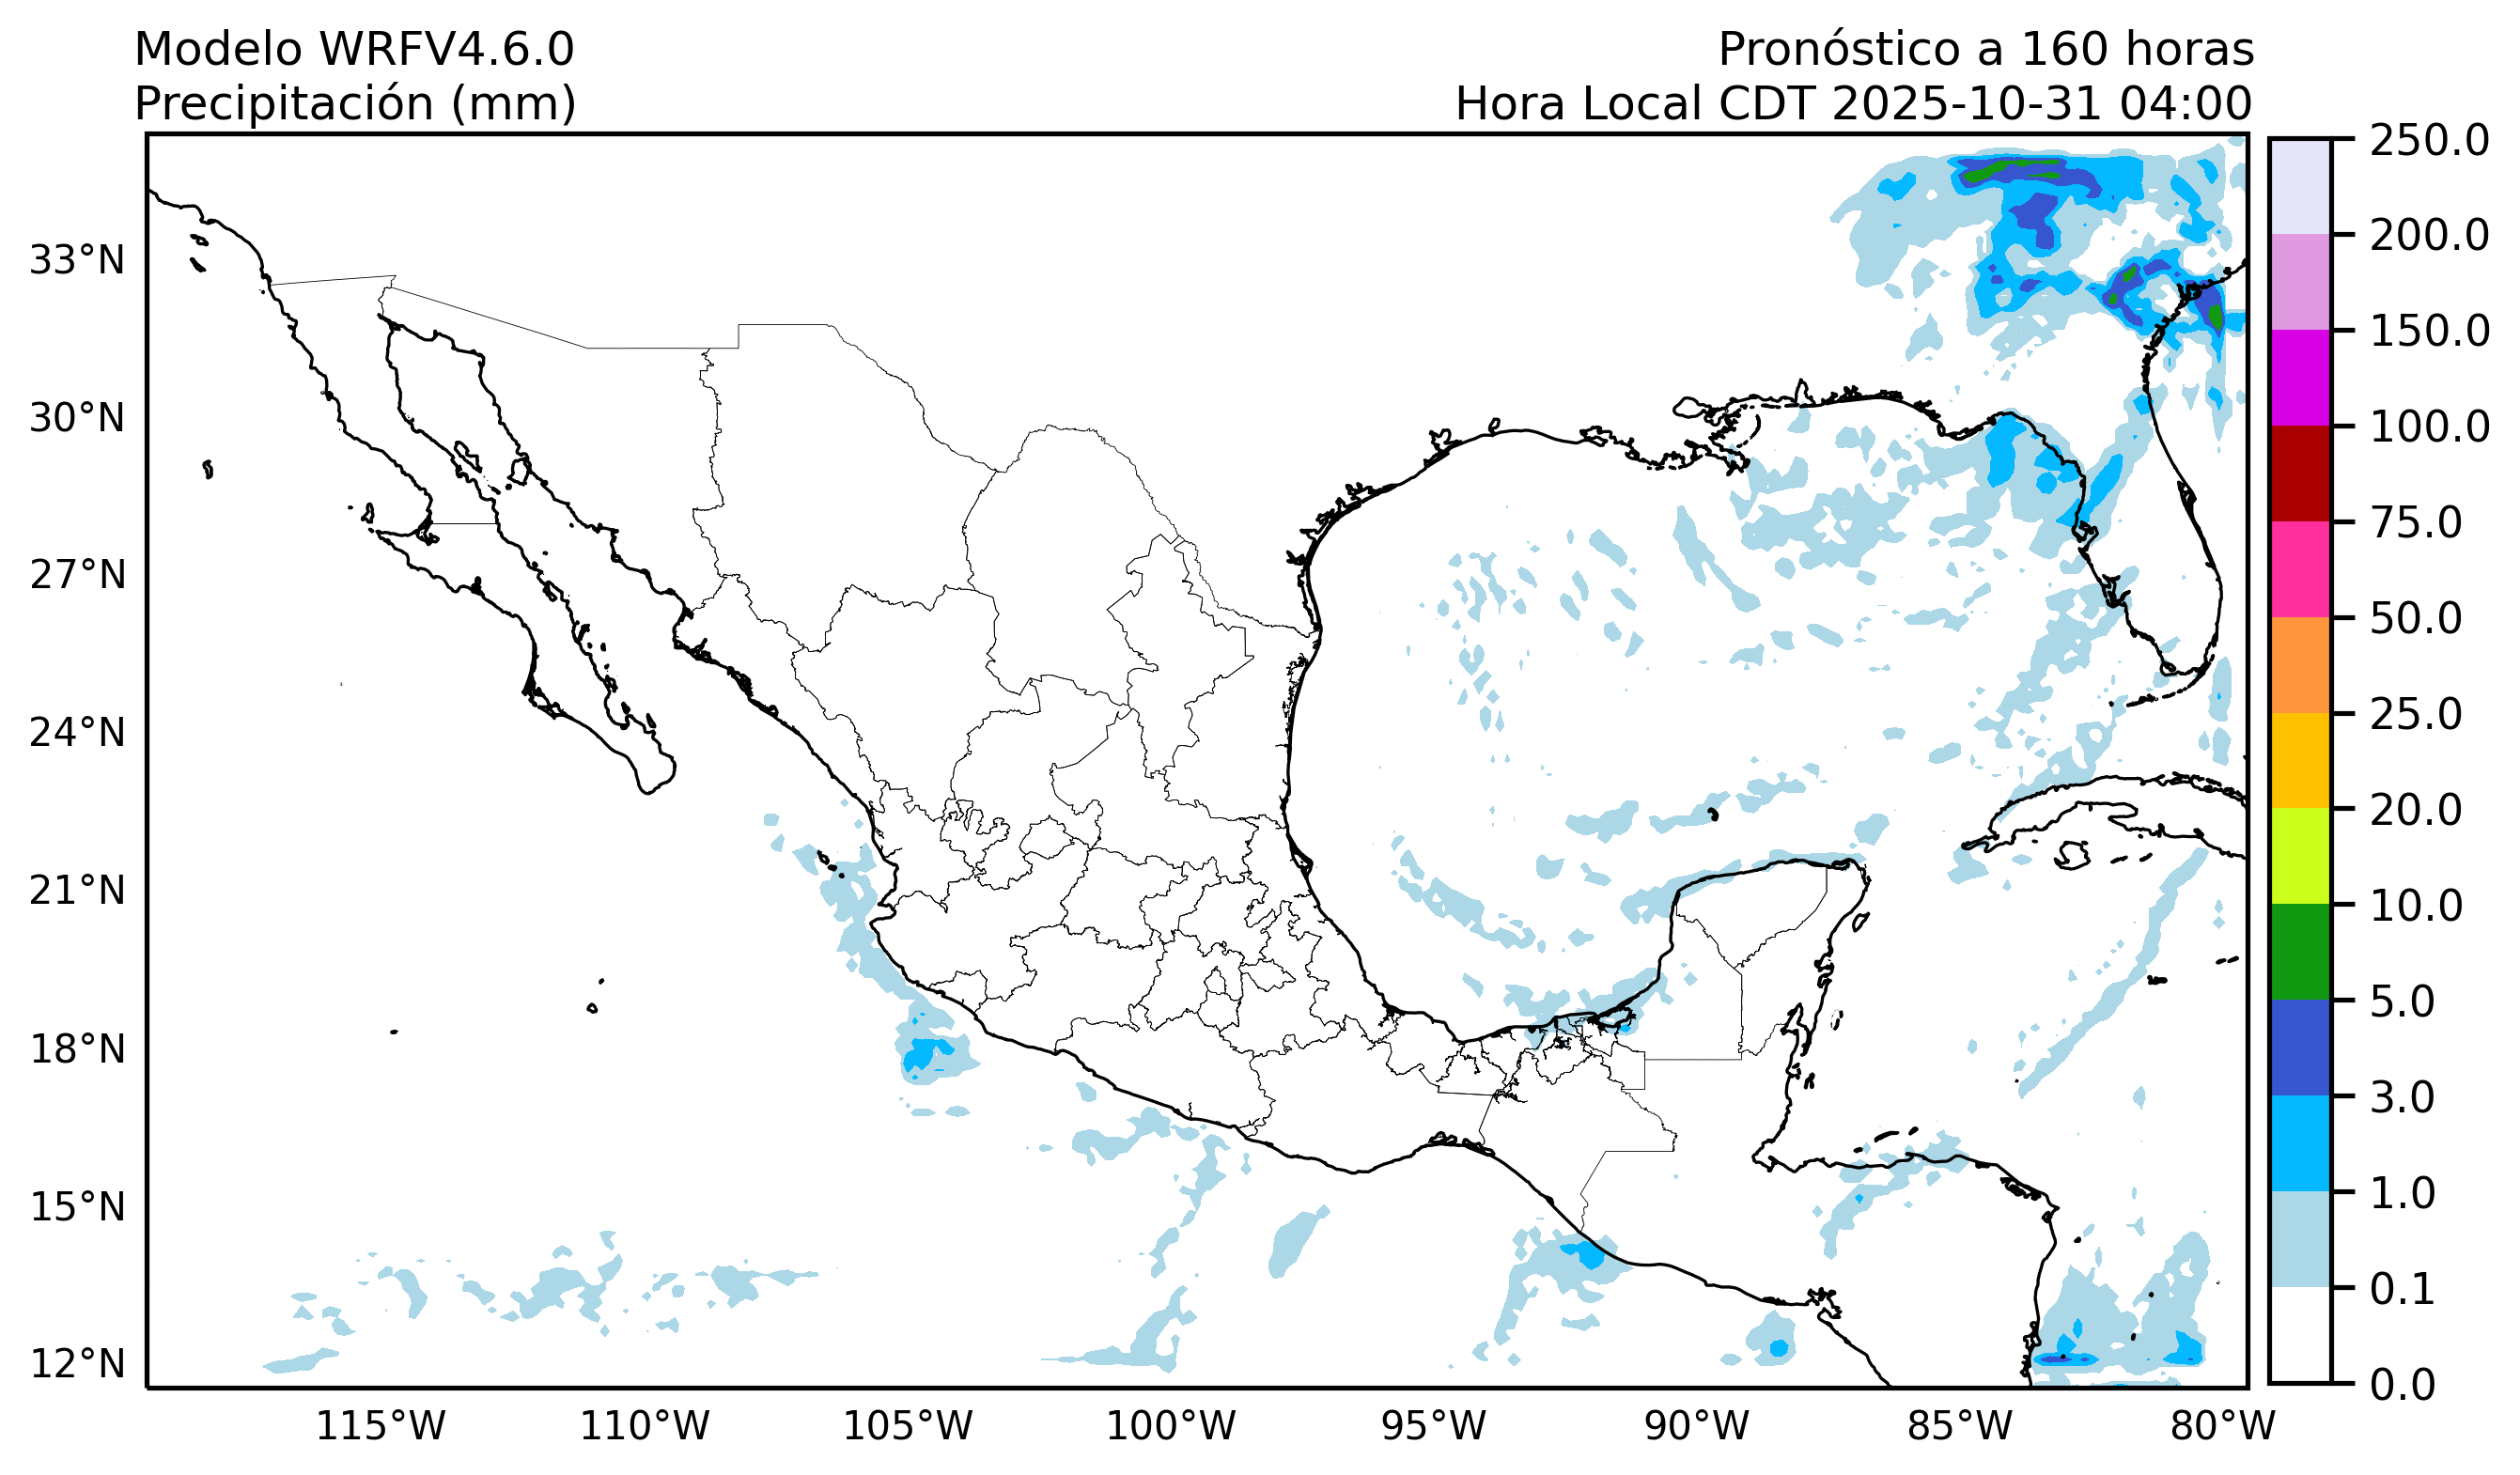 Modelo WRFV4.6.0
Precipitación (mm)
Pronóstico a 160 horas
Hora Local CDT 2025-10-31 04:00
33°N
30°N
27°N
24°N
21°N
18°N
15°N
12°N
115°W
110°W
105°W
100°W
95°W
90°W
85°W
80°W
250.0
200.0
150.0
100.0
75.0
50.0
25.0
20.0
10.0
5.0
3.0
1.0
0.1
0.0